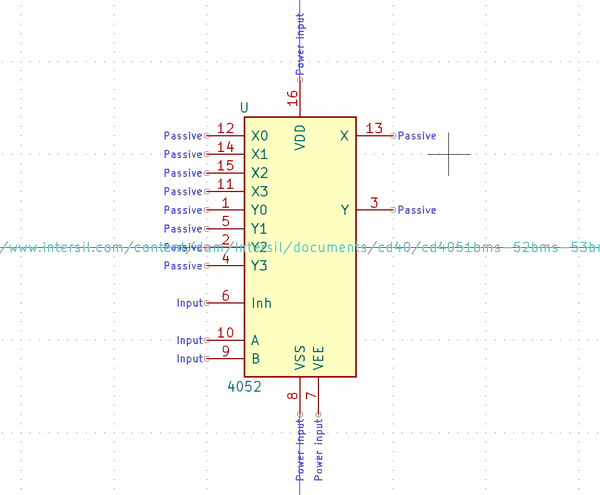 Power input
16
U
VDD
Passive 12 X0 X 13 Passive
Passive 14 X1
Passive 15 X2
Passive 11 X3
Passive 1 Y0 Y 3 Passive
Passive 5 Y1
Passive 2 Y2
/www.intersil.com/content/dam/Intersil/documents/cd40/cd4051bms-52bms-53bm
Passive 4 Y3
Input 6 Inh
Input 10 A
Input 9 B
VSS VEE
4052
8 7
Power input Power input